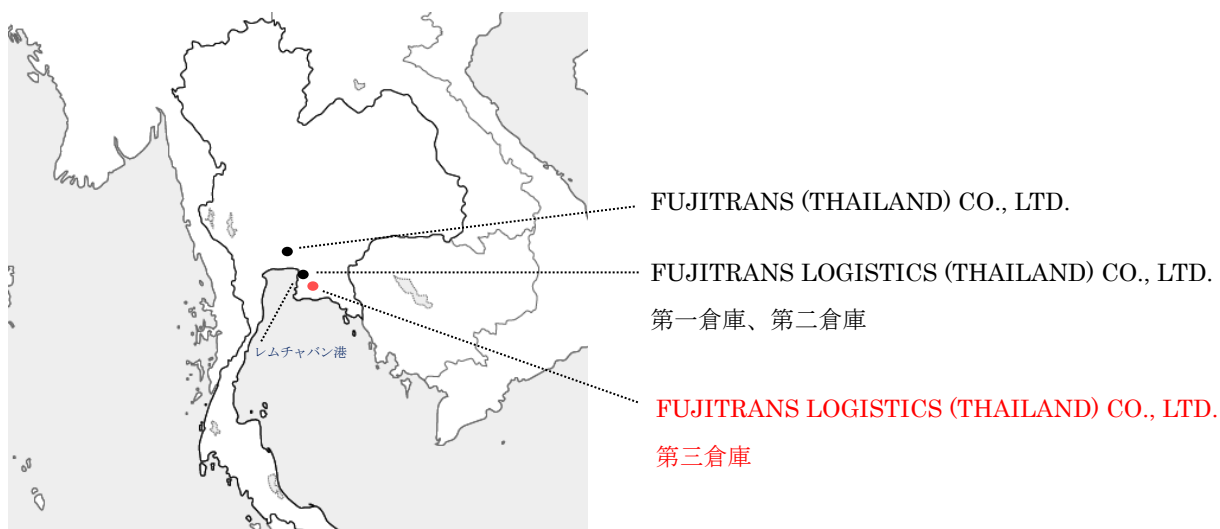 FUJITRANS (THAILAND) CO., LTD.
FUJITRANS LOGISTICS (THAILAND) CO., LTD.
第一倉庫、第二倉庫
レムチャバン港
FUJITRANS LOGISTICS (THAILAND) CO., LTD.
第三倉庫